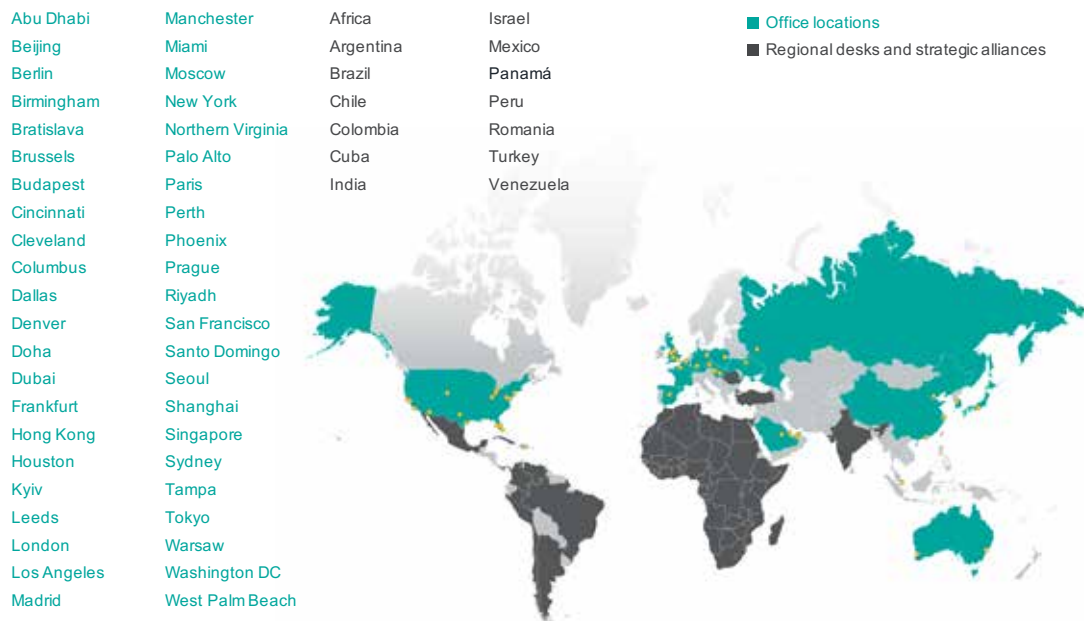 Abu Dhabi
Beijing
Berlin
Birmingham
Bratislava
Brussels
Budapest
Cincinnati
Cleveland
Columbus
Dallas
Denver
Doha
Dubai
Frankfurt
Hong Kong
Houston
Kyiv
Leeds
London
Los Angeles
Madrid
Manchester
Miami
Moscow
New York
Northern Virginia
Palo Alto
Paris
Perth
Phoenix
Prague
Riyadh
San Francisco
Santo Domingo
Seoul
Shanghai
Singapore
Sydney
Tampa
Tokyo
Warsaw
Washington DC
West Palm Beach
Africa
Argentina
Brazil
Chile
Colombia
Cuba
India
Israel
Mexico
Panamá
Peru
Romania
Turkey
Venezuela
Office locations
Regional desks and strategic alliances